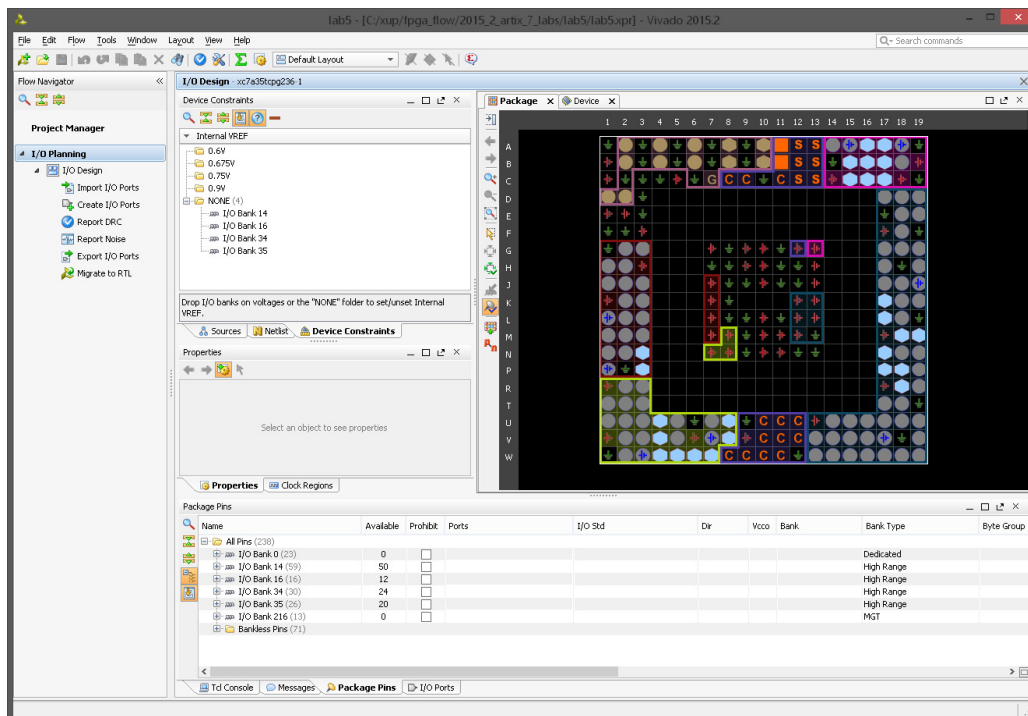 lab5 - [C:/xup/fpga_flow/2015_2_artix_7_labs/lab5/lab5.xpr] - Vivado 2015.2
File Edit Flow Tools Window Layout View Help
Search commands
Default Layout
Flow Navigator
Project Manager
I/O Planning
I/O Design
Import I/O Ports
Create I/O Ports
Report DRC
Report Noise
Export I/O Ports
Migrate to RTL
I/O Design - xc7a35tcpg236-1
Device Constraints
Internal VREF
0.6V
0.675V
0.75V
0.9V
NONE (4)
I/O Bank 14
I/O Bank 16
I/O Bank 34
I/O Bank 35
Drop I/O banks on voltages or the "NONE" folder to set/unset Internal
VREF.
Sources Netlist Device Constraints
Properties
Select an object to see properties
Properties Clock Regions
Package Device
1 2 3 4 5 6 7 8 9 10 11 12 13 14 15 16 17 18 19
A S S
B S S
C G C C C S S
D
E
F
G
H
J
K
L
M
N
P
R
T
U C C C
V C C C
W C C C C
Package Pins
Name Available Prohibit Ports I/O Std Dir Vcco Bank Bank Type Byte Group
All Pins (238)
I/O Bank 0 (23) 0 Dedicated
I/O Bank 14 (59) 50 High Range
I/O Bank 16 (16) 12 High Range
I/O Bank 34 (30) 24 High Range
I/O Bank 35 (26) 20 High Range
I/O Bank 216 (13) 0 MGT
Bankless Pins (71)
Tcl Console Messages Package Pins I/O Ports